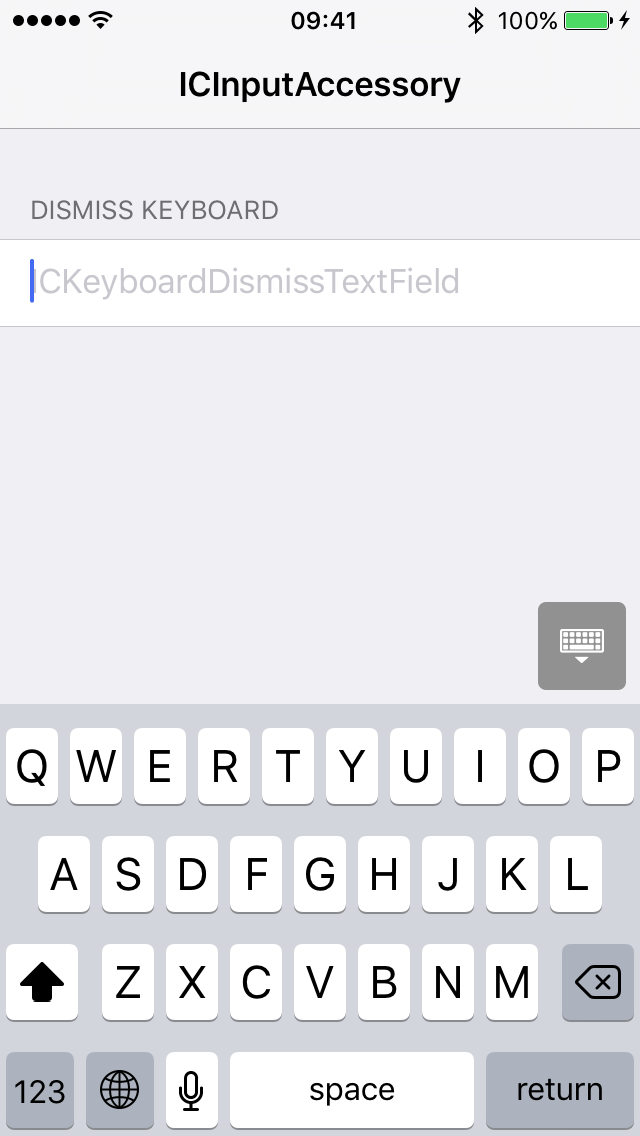 09:41 100%
ICInputAccessory
DISMISS KEYBOARD
ICKeyboardDismissTextField
Q W E R T Y U I O P
A S D F G H J K L
Z X C V B N M
123 space return